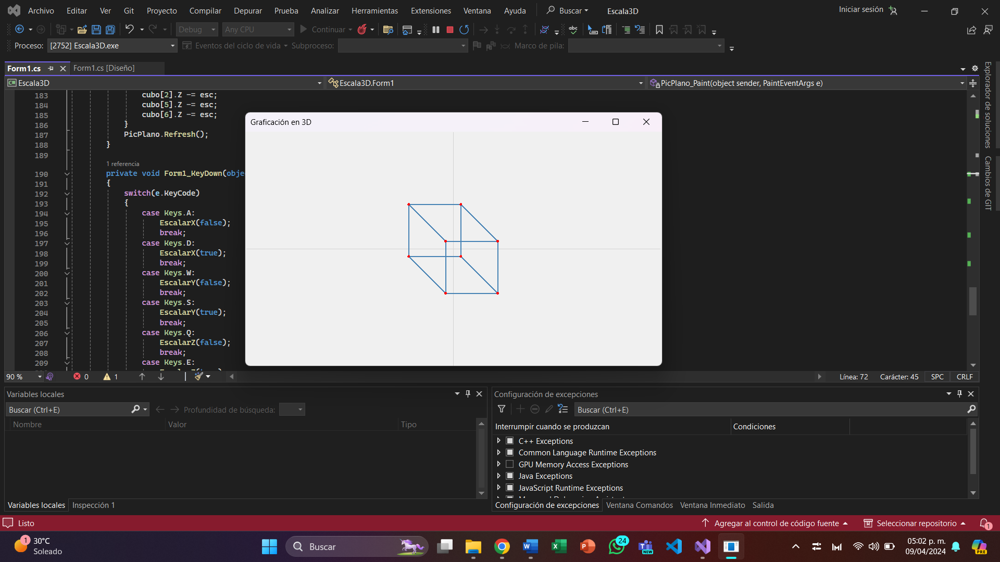 Archivo Editar Ver Git Proyecto Compilar Depurar Prueba Analizar Herramientas Extensiones Ventana Ayuda Buscar Escala3D Iniciar sesión
Debug Any CPU Continuar
Proceso: [2752] Escala3D.exe Eventos del ciclo de vida Subproceso: Marco de pila:
Form1.cs Form1.cs [Diseño]
C# Escala3D Escala3D.Form1 PicPlano_Paint(object sender, PaintEventArgs e)
183 cubo[2].Z -= esc;
184 cubo[5].Z -= esc;
185 cubo[6].Z -= esc;
186 }
187 PicPlano.Refresh();
188 }
189
1 referencia
190 private void Form1_KeyDown(obje
191 {
192 switch(e.KeyCode)
193 {
194 case Keys.A:
195 EscalarX(false);
196 break;
197 case Keys.D:
198 EscalarX(true);
199 break;
200 case Keys.W:
201 EscalarY(false);
202 break;
203 case Keys.S:
204 EscalarY(true);
205 break;
206 case Keys.Q:
207 EscalarZ(false);
208 break;
209 case Keys.E:
Graficación en 3D
Explorador de soluciones
Cambios de GIT
90 % 0 1 Línea: 72 Carácter: 45 SPC CRLF
Variables locales
Buscar (Ctrl+E) Profundidad de búsqueda:
Nombre Valor Tipo
Variables locales Inspección 1
Configuración de excepciones
Buscar (Ctrl+E)
Interrumpir cuando se produzcan Condiciones
C++ Exceptions
Common Language Runtime Exceptions
GPU Memory Access Exceptions
Java Exceptions
JavaScript Runtime Exceptions
Configuración de excepciones Ventana Comandos Ventana Inmediato Salida
Listo Agregar al control de código fuente Seleccionar repositorio 1
1 30°C
Soleado
Buscar
24
NEW
05:02 p. m.
09/04/2024
PRE